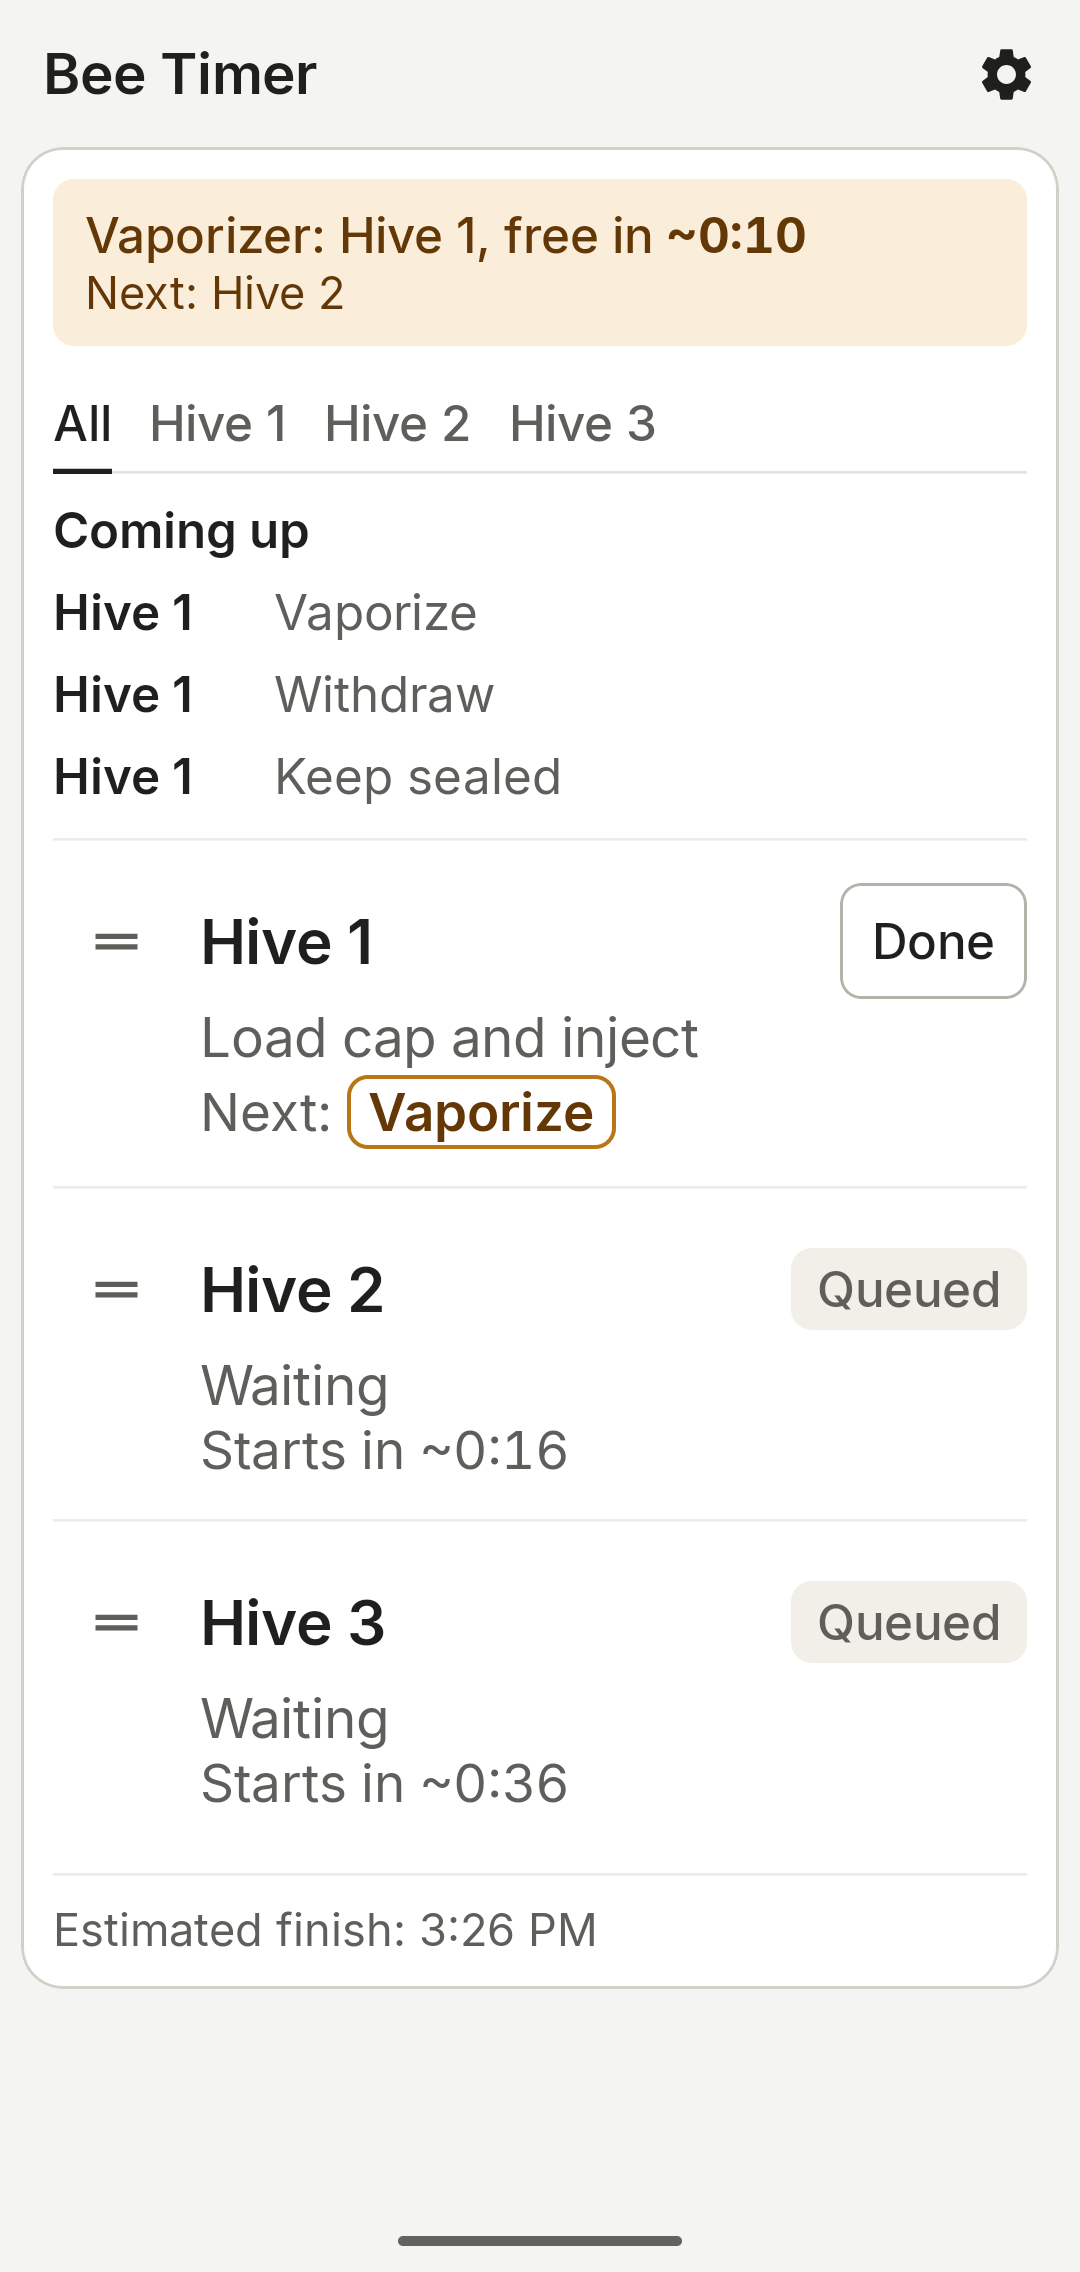 Bee Timer
Vaporizer: Hive 1, free in ~0:10
Next: Hive 2
All Hive 1 Hive 2 Hive 3
Coming up
Hive 1 Vaporize
Hive 1 Withdraw
Hive 1 Keep sealed
Hive 1 Done
Load cap and inject
Next: Vaporize
Hive 2 Queued
Waiting
Starts in ~0:16
Hive 3 Queued
Waiting
Starts in ~0:36
Estimated finish: 3:26 PM